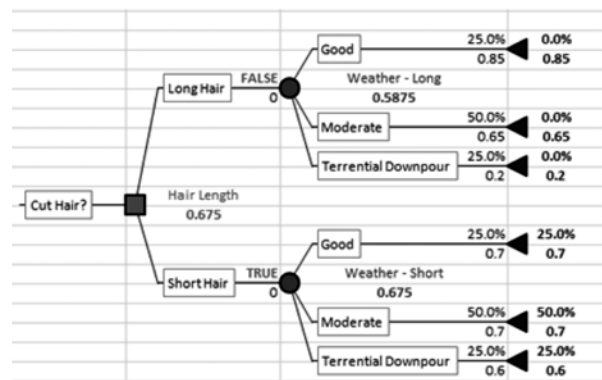 Good 25.0% 0.0%
0.85 0.85
Long Hair FALSE Weather - Long
0 0.5875
Moderate 50.0% 0.0%
0.65 0.65
Terrential Downpour 25.0% 0.0%
0.2 0.2
Cut Hair? Hair Length
0.675
Good 25.0% 25.0%
0.7 0.7
Short Hair TRUE Weather - Short
0 0.675
Moderate 50.0% 50.0%
0.7 0.7
Terrential Downpour 25.0% 25.0%
0.6 0.6